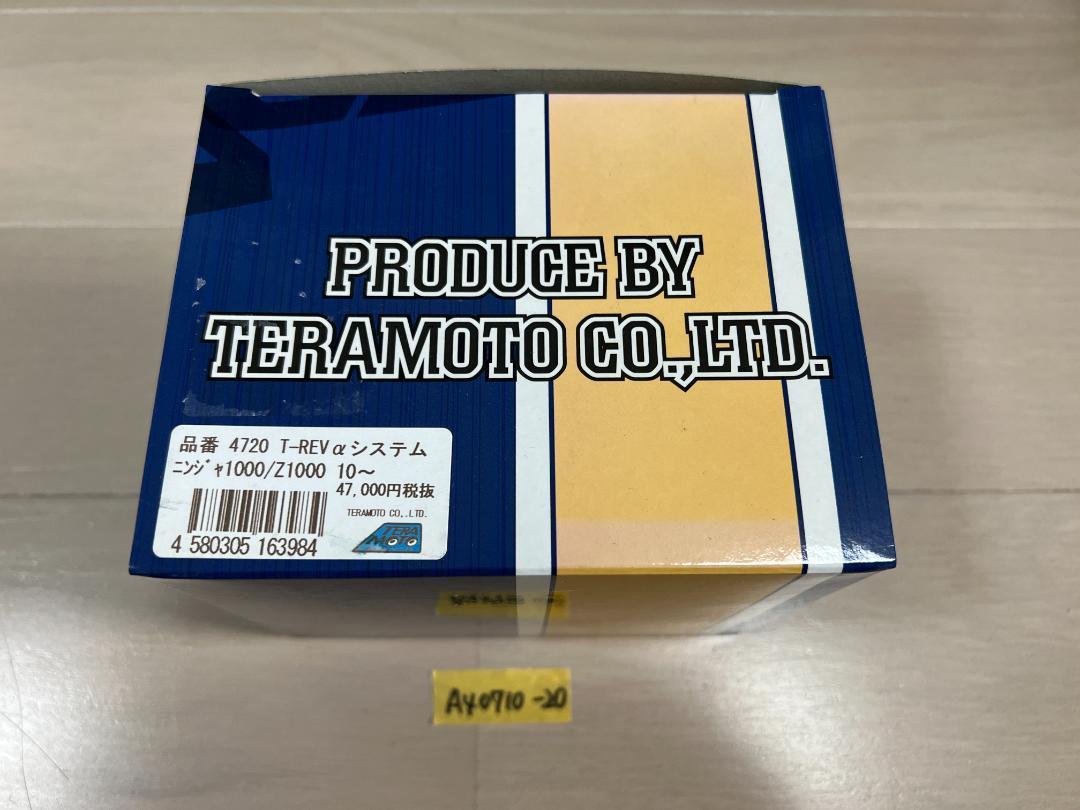 PRODUCE BY
TERAMOTO CO.,LTD.
品番 4720 T-REVαシステム
ﾆﾝｼﾞｬ1000/Z1000 10〜
47,000円税抜
TERAMOTO CO.,LTD.
TERA
MOTO
4 580305 163984
AY0710-20